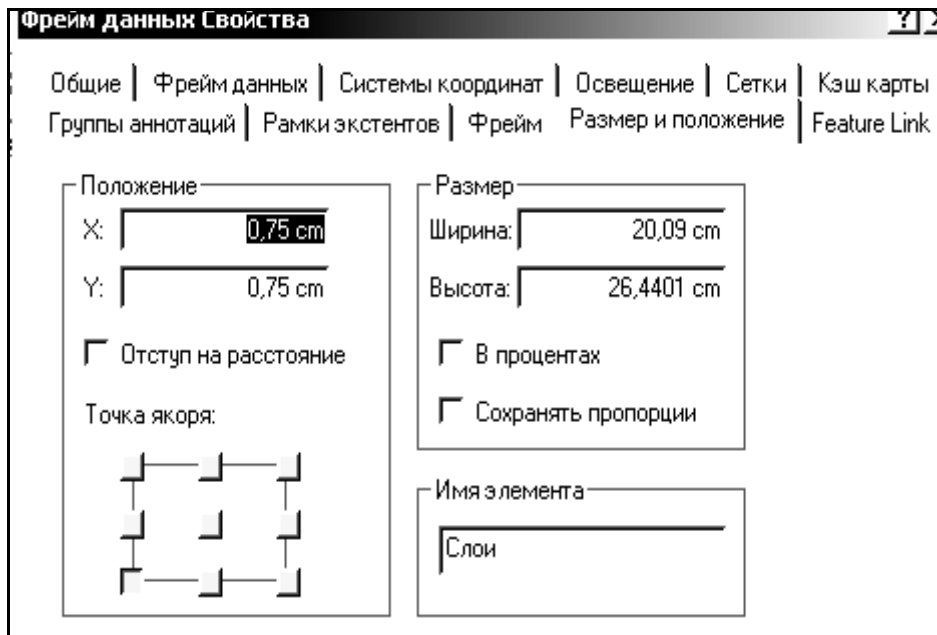 Фрейм данных Свойства
Общие Фрейм данных Системы координат Освещение Сетки Кэш карты
Группы аннотаций Рамки экстентов Фрейм Размер и положение Feature Link
Положение
X: 0,75 cm
Y: 0,75 cm
Отступ на расстояние
Точка якоря:
Размер
Ширина: 20,09 cm
Высота: 26,4401 cm
В процентах
Сохранять пропорции
Имя элемента
Слои